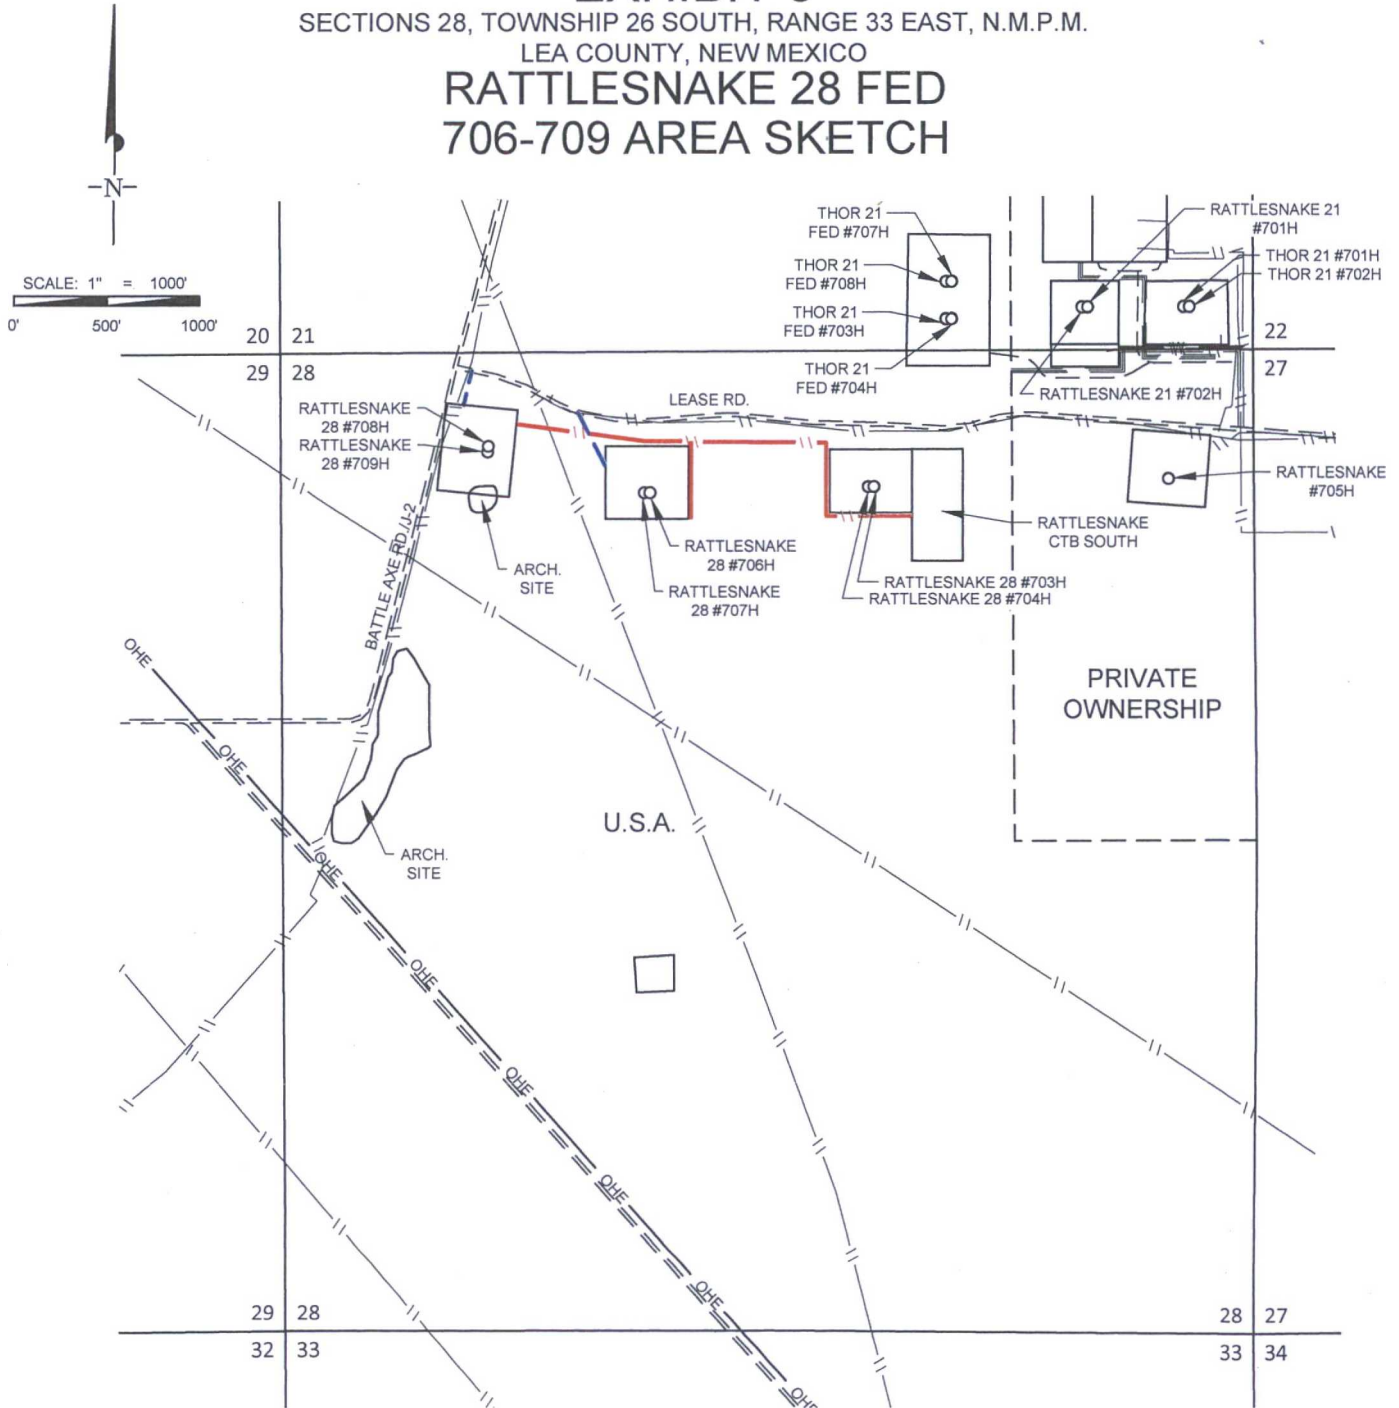 SECTIONS 28, TOWNSHIP 26 SOUTH, RANGE 33 EAST, N.M.P.M.
LEA COUNTY, NEW MEXICO
RATTLESNAKE 28 FED
706-709 AREA SKETCH
N
SCALE: 1" = 1000'
0' 500' 1000'
THOR 21
FED #707H
THOR 21
FED #708H
THOR 21
FED #703H
THOR 21
FED #704H
RATTLESNAKE 21
#701H
THOR 21 #701H
THOR 21 #702H
20 21
29 28
22
27
RATTLESNAKE 21 #702H
LEASE RD.
RATTLESNAKE
28 #708H
RATTLESNAKE
28 #709H
RATTLESNAKE
#705H
RATTLESNAKE
CTB SOUTH
RATTLESNAKE
28 #706H
RATTLESNAKE
28 #707H
RATTLESNAKE 28 #703H
RATTLESNAKE 28 #704H
ARCH.
SITE
BATTLE AXE RD./J-2
OHE
PRIVATE
OWNERSHIP
OHE
U.S.A.
ARCH.
SITE
OHE
OHE
OHE
OHE
OHE
OHE
29 28
32 33
28 27
33 34